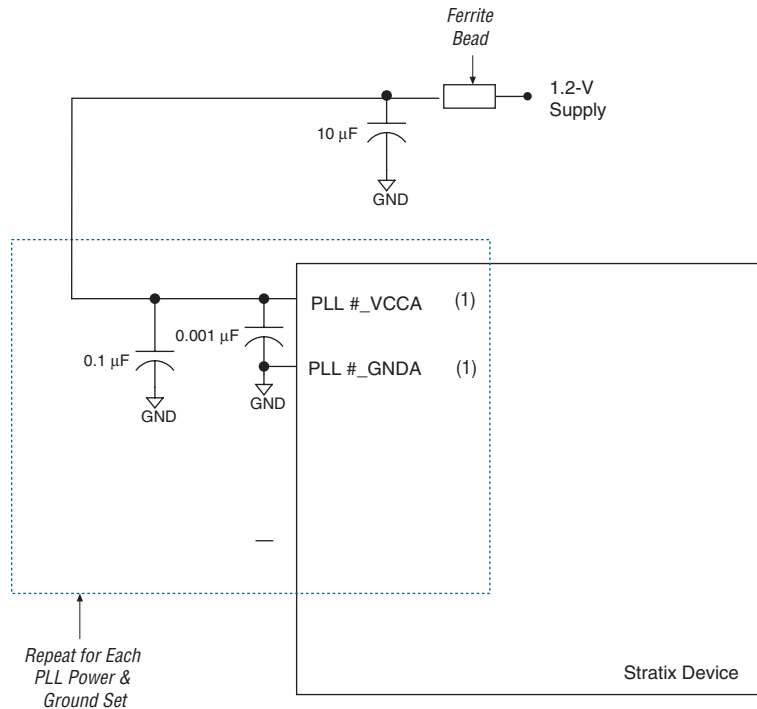 Ferrite
Bead
1.2-V
Supply
10 μF
GND
PLL #_VCCA (1)
0.001 μF
0.1 μF
PLL #_GNDA (1)
GND
GND
Repeat for Each
PLL Power &
Ground Set
Stratix Device